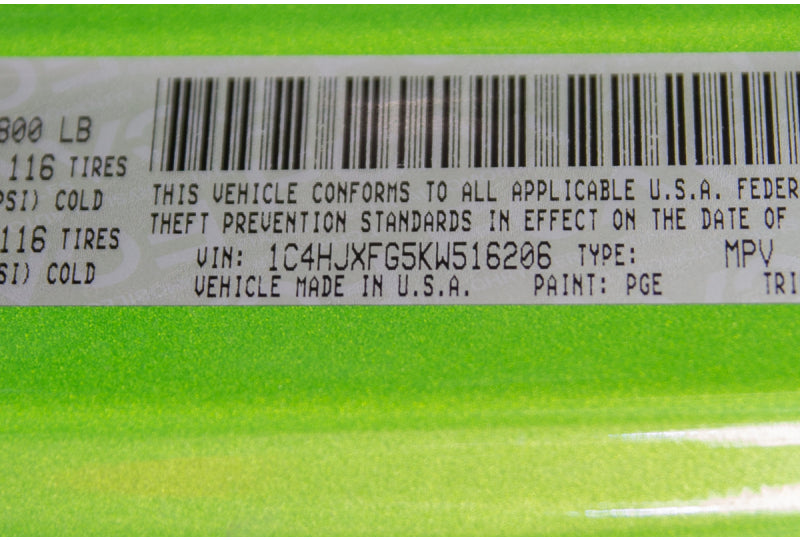 800 LB
116 TIRES
PSI) COLD
116 TIRES
SI) COLD
THIS VEHICLE CONFORMS TO ALL APPLICABLE U.S.A. FEDER
THEFT PREVENTION STANDARDS IN EFFECT ON THE DATE OF
VIN: 1C4HJXFG5KW516206 TYPE: MPV
VEHICLE MADE IN U.S.A. PAINT: PGE TRI